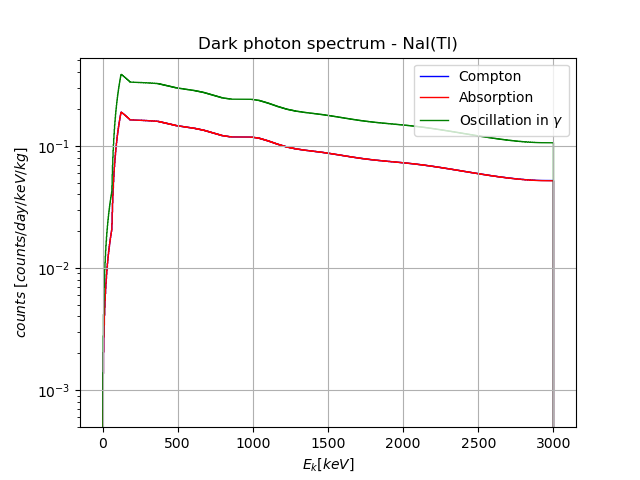 Dark photon spectrum - NaI(Tl)
Compton
Absorption
Oscillation in γ
counts [counts/day/keV/kg]
10⁻¹
10⁻²
10⁻³
0 500 1000 1500 2000 2500 3000
E_k[keV]